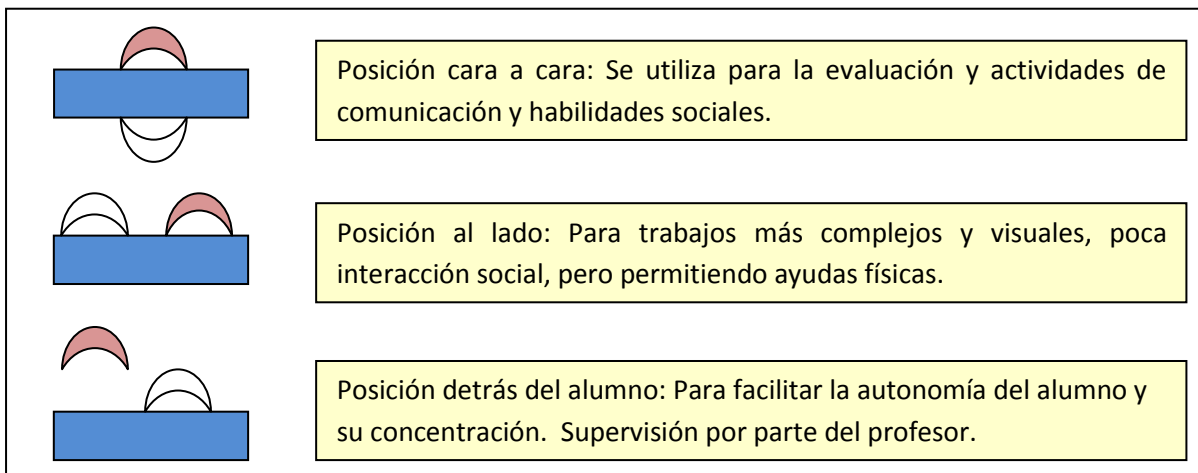 Posición cara a cara: Se utiliza para la evaluación y actividades de
comunicación y habilidades sociales.
Posición al lado: Para trabajos más complejos y visuales, poca
interacción social, pero permitiendo ayudas físicas.
Posición detrás del alumno: Para facilitar la autonomía del alumno y
su concentración. Supervisión por parte del profesor.